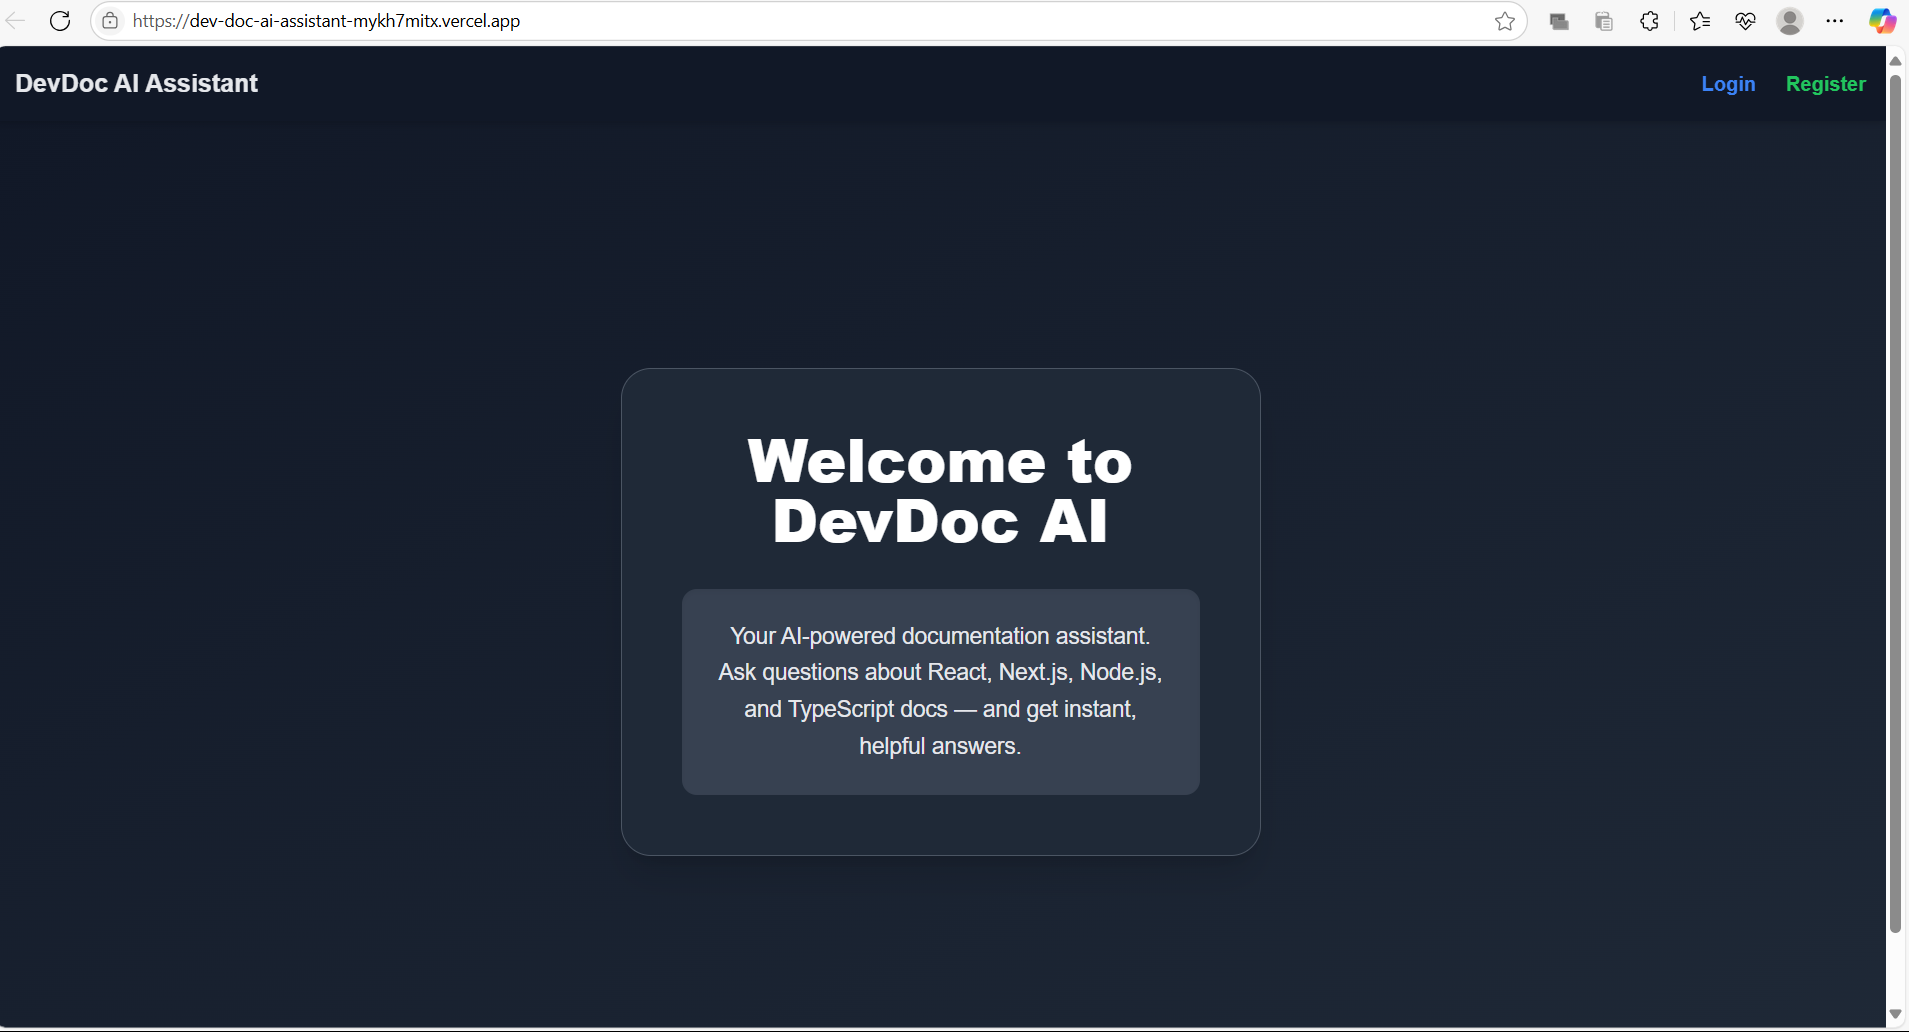 https://dev-doc-ai-assistant-mykh7mitx.vercel.app
DevDoc AI Assistant
Login
Register
Welcome to
DevDoc AI
Your AI-powered documentation assistant.
Ask questions about React, Next.js, Node.js,
and TypeScript docs — and get instant,
helpful answers.